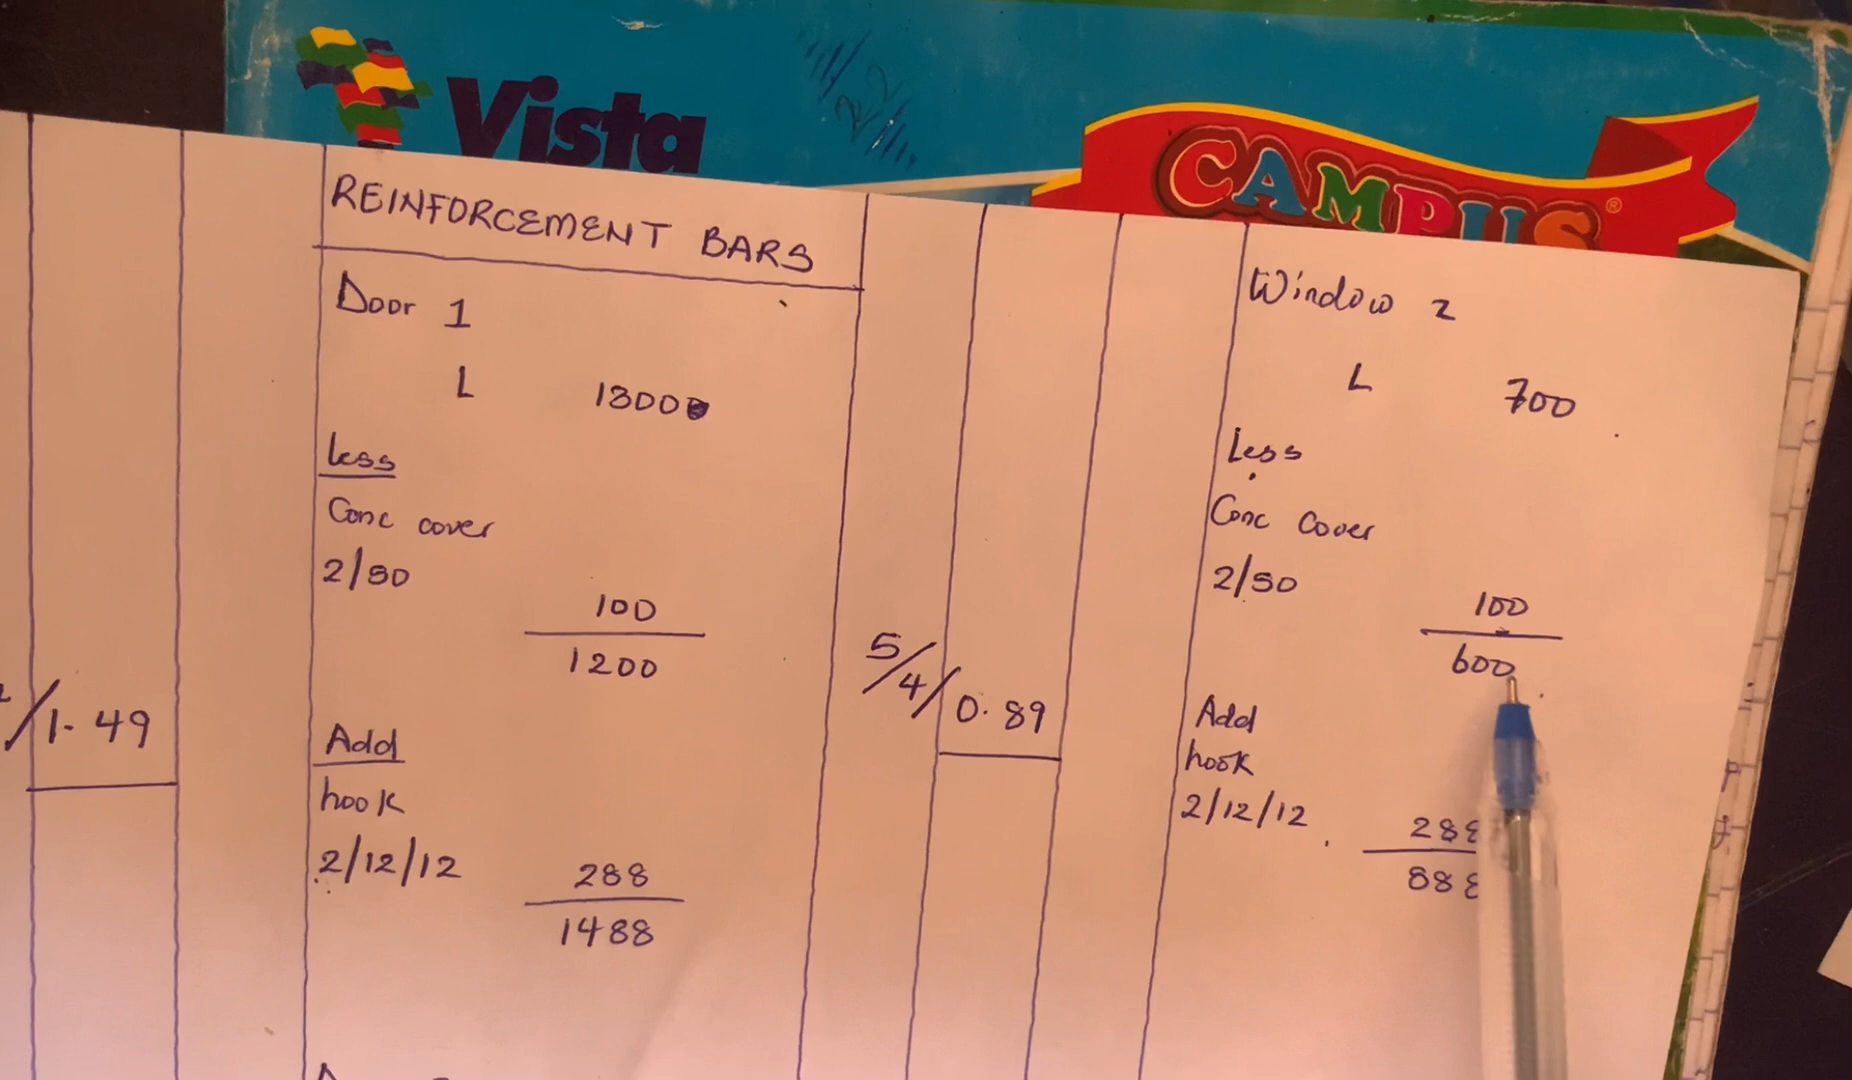 Vista
CAMPUS®
REINFORCEMENT BARS
Door 1
L 1300
Less
Conc cover
2/50
100
1200
/1.49
Add
hook
2/12/12
288
1488
Window 2
L 700
Less
Conc Cover
2/50
100
600
5/4/0.89
Add
hook
2/12/12
288
888